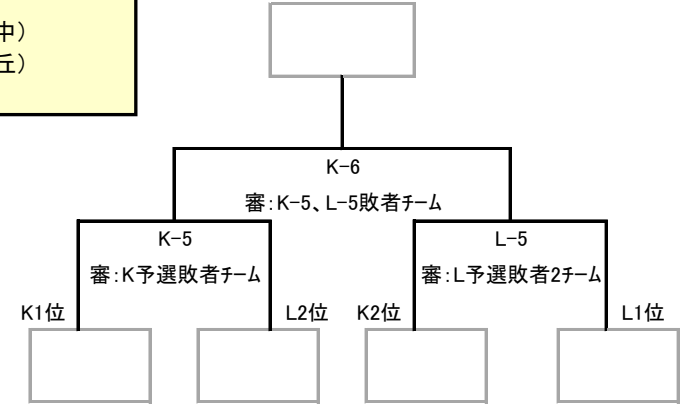 中）
丘）
K-6
審：K-5、L-5敗者チーム
K-5
L-5
審：K予選敗者チーム
審：L予選敗者2チーム
K1位
L2位
K2位
L1位